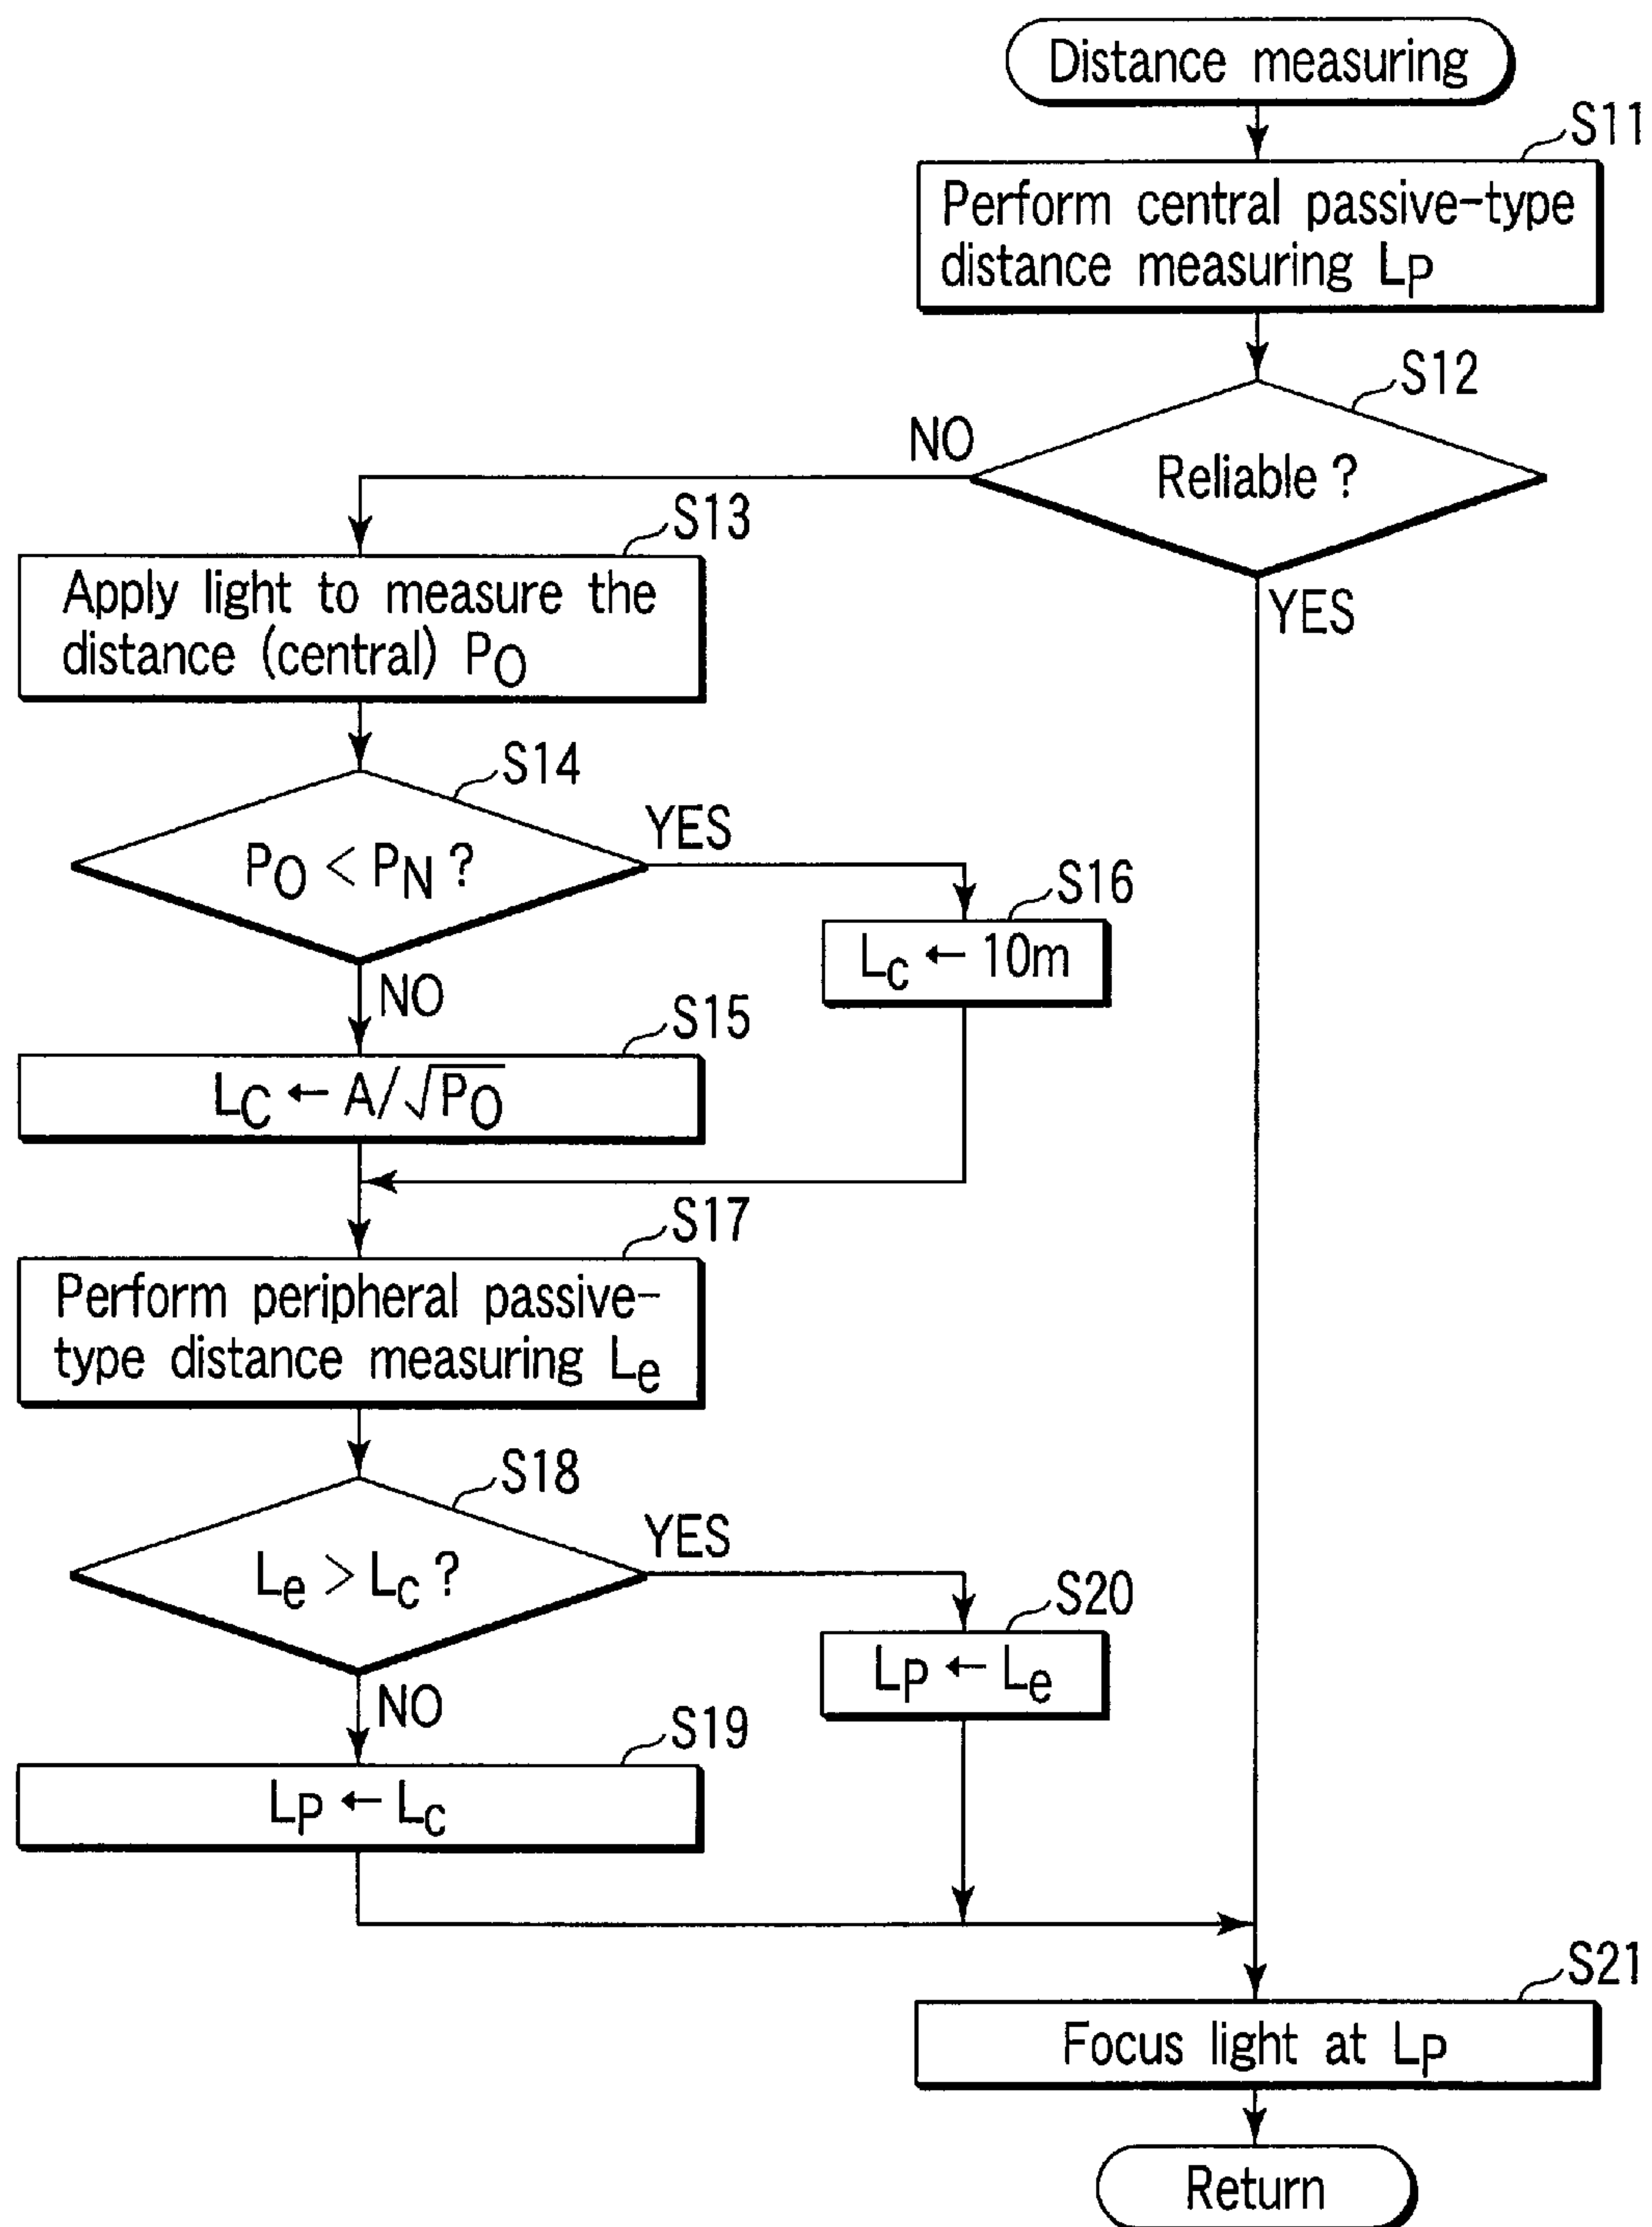 Distance measuring
S11
Perform central passive-type
distance measuring LP
S12
Reliable ?
NO
YES
S13
Apply light to measure the
distance (central) PO
S14
PO < PN ?
YES
NO
S16
LC ← 10m
S15
LC ← A/√PO
S17
Perform peripheral passive-
type distance measuring Le
S18
Le > LC ?
YES
NO
S20
LP ← Le
S19
LP ← LC
S21
Focus light at LP
Return